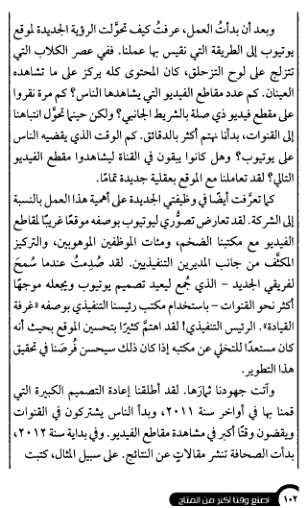 وبعد أن بدأتُ العمل، عرفتُ كيف تحوَّلت الرؤية الجديدة لموقع
يوتيوب إلى الطريقة التي نقيس بها عملنا. ففي عصر الكلاب التي
تتزلج على لوح التزحلق، كان المحتوى كله يركز على ما تشاهده
العينان. كم عدد مقاطع الفيديو التي يشاهدها الناس؟ كم مرة نقروا
على مقطع فيديو ذي صلة بالشريط الجانبي؟ ولكن حينما تحوَّل انتباهنا
إلى القنوات، بدأنا نهتم أكثر بالدقائق. كم الوقت الذي يقضيه الناس
على يوتيوب؟ وهل كانوا يبقون في القناة ليشاهدوا مقطع الفيديو
التالي؟ لقد تعاملنا مع الموقع بعقلية جديدة تمامًا.
كما تعرَّفت أيضًا في وظيفتي الجديدة على أهمية هذا العمل بالنسبة
إلى الشركة. لقد تعارض تصوُّري ليوتيوب بوصفه موقعًا غريبًا لمقاطع
الفيديو مع مكتبنا الضخم، ومئات الموظفين الموهوبين، والتركيز
المكثَّف من جانب المديرين التنفيذيين. لقد صُدِمتُ عندما سُمحَ
لفريقي الجديد – الذي جُمع ليعيد تصميم يوتيوب ويجعله موجهًا
أكثر نحو القنوات – باستخدام مكتب رئيسنا التنفيذي بوصفه «غرفة
القيادة». الرئيس التنفيذي! لقد اهتمَّ كثيرًا بتحسين الموقع بحيث أنه
كان مستعدًا للتخلي عن مكتبه إذا كان ذلك سيحسن فُرصَنا في تحقيق
هذا التطوير.
وآتت جهودنا ثمارَها. لقد أطلقنا إعادة التصميم الكبيرة التي
قمنا بها في أواخر سنة ٢٠١١، وبدأ الناس يشتركون في القنوات
ويقضون وقتًا أكبر في مشاهدة مقاطع الفيديو. وفي بداية سنة ٢٠١٢،
بدأت الصحافة تنشر مقالاتٍ عن النتائج. على سبيل المثال، كتبت
١٠٢ اصنع وقتا أكثر من المتاح